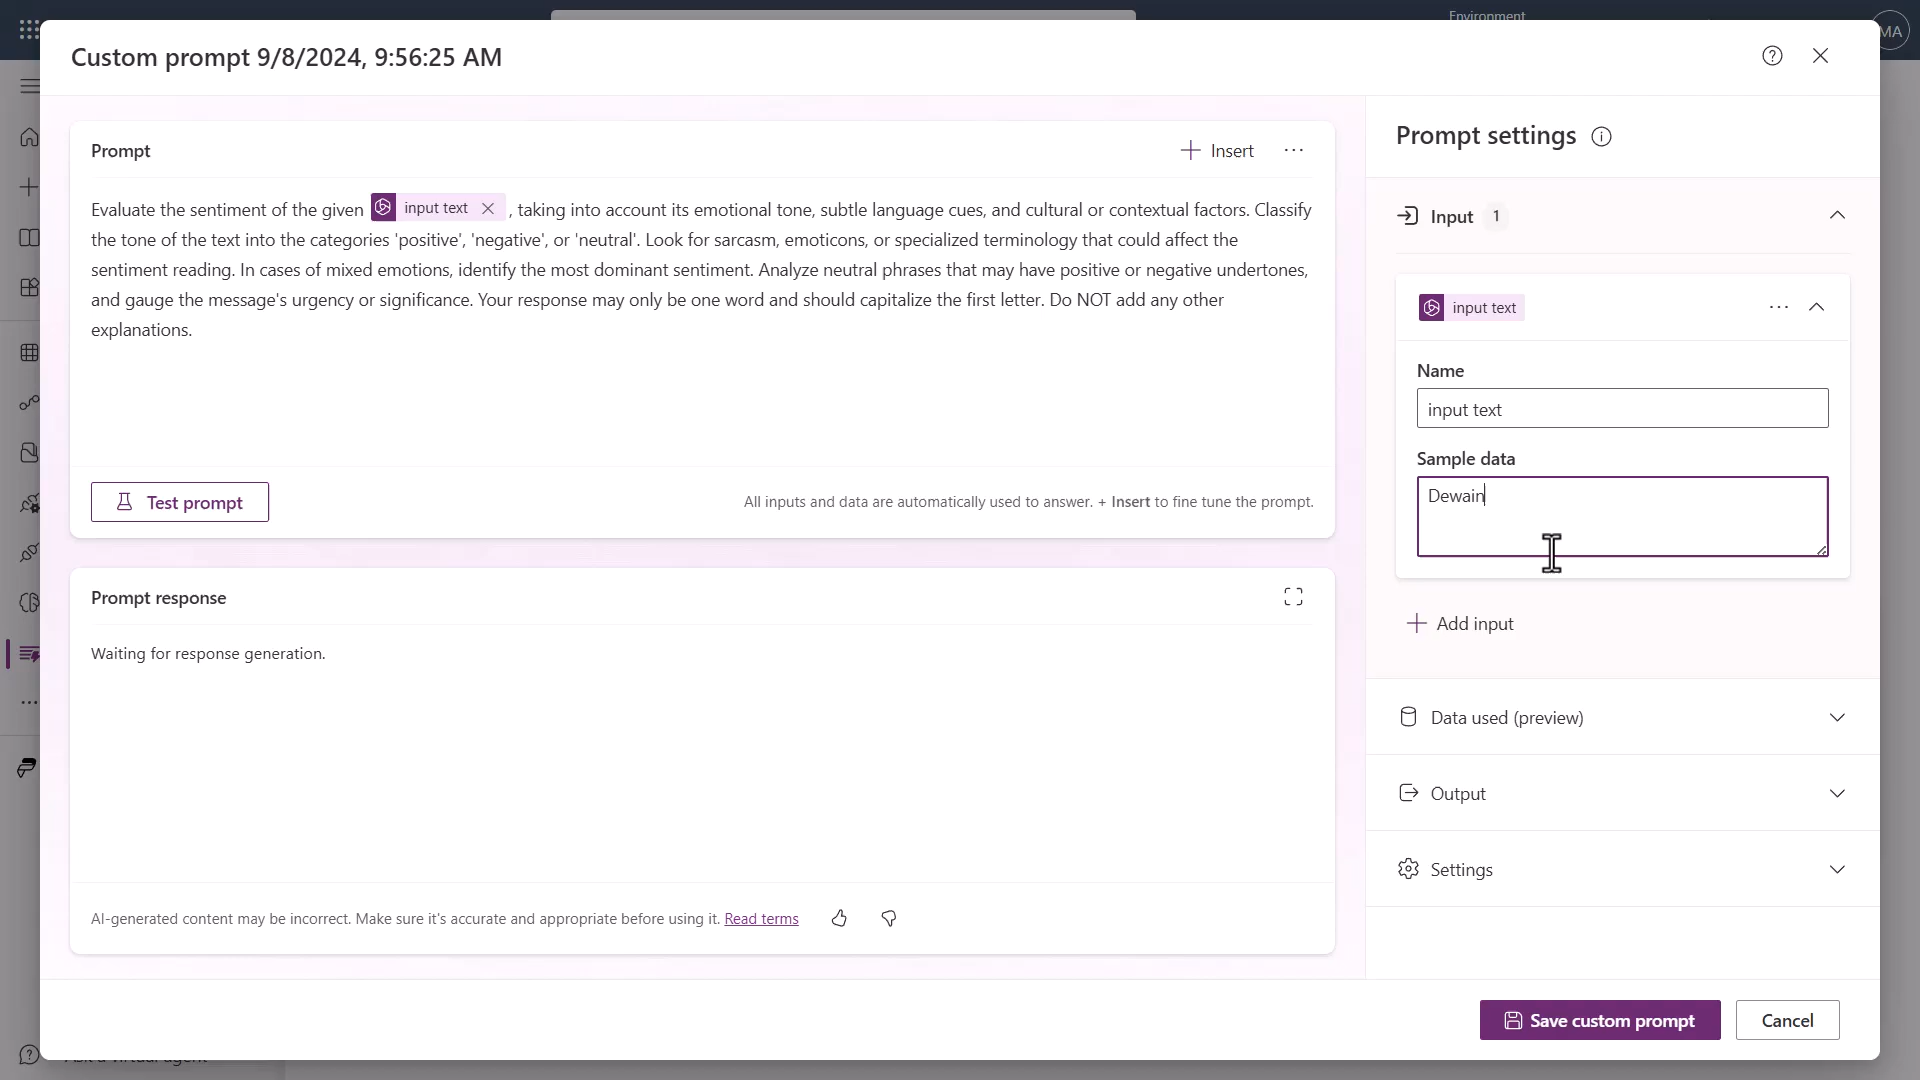 Environment
MA
Custom prompt 9/8/2024, 9:56:25 AM
Prompt
Insert
Evaluate the sentiment of the given input text , taking into account its emotional tone, subtle language cues, and cultural or contextual factors. Classify
the tone of the text into the categories 'positive', 'negative', or 'neutral'. Look for sarcasm, emoticons, or specialized terminology that could affect the
sentiment reading. In cases of mixed emotions, identify the most dominant sentiment. Analyze neutral phrases that may have positive or negative undertones,
and gauge the message's urgency or significance. Your response may only be one word and should capitalize the first letter. Do NOT add any other
explanations.
Test prompt
All inputs and data are automatically used to answer. + Insert to fine tune the prompt.
Prompt response
Waiting for response generation.
AI-generated content may be incorrect. Make sure it's accurate and appropriate before using it. Read terms
Prompt settings
Input 1
input text
Name
input text
Sample data
Dewain
Add input
Data used (preview)
Output
Settings
Save custom prompt
Cancel